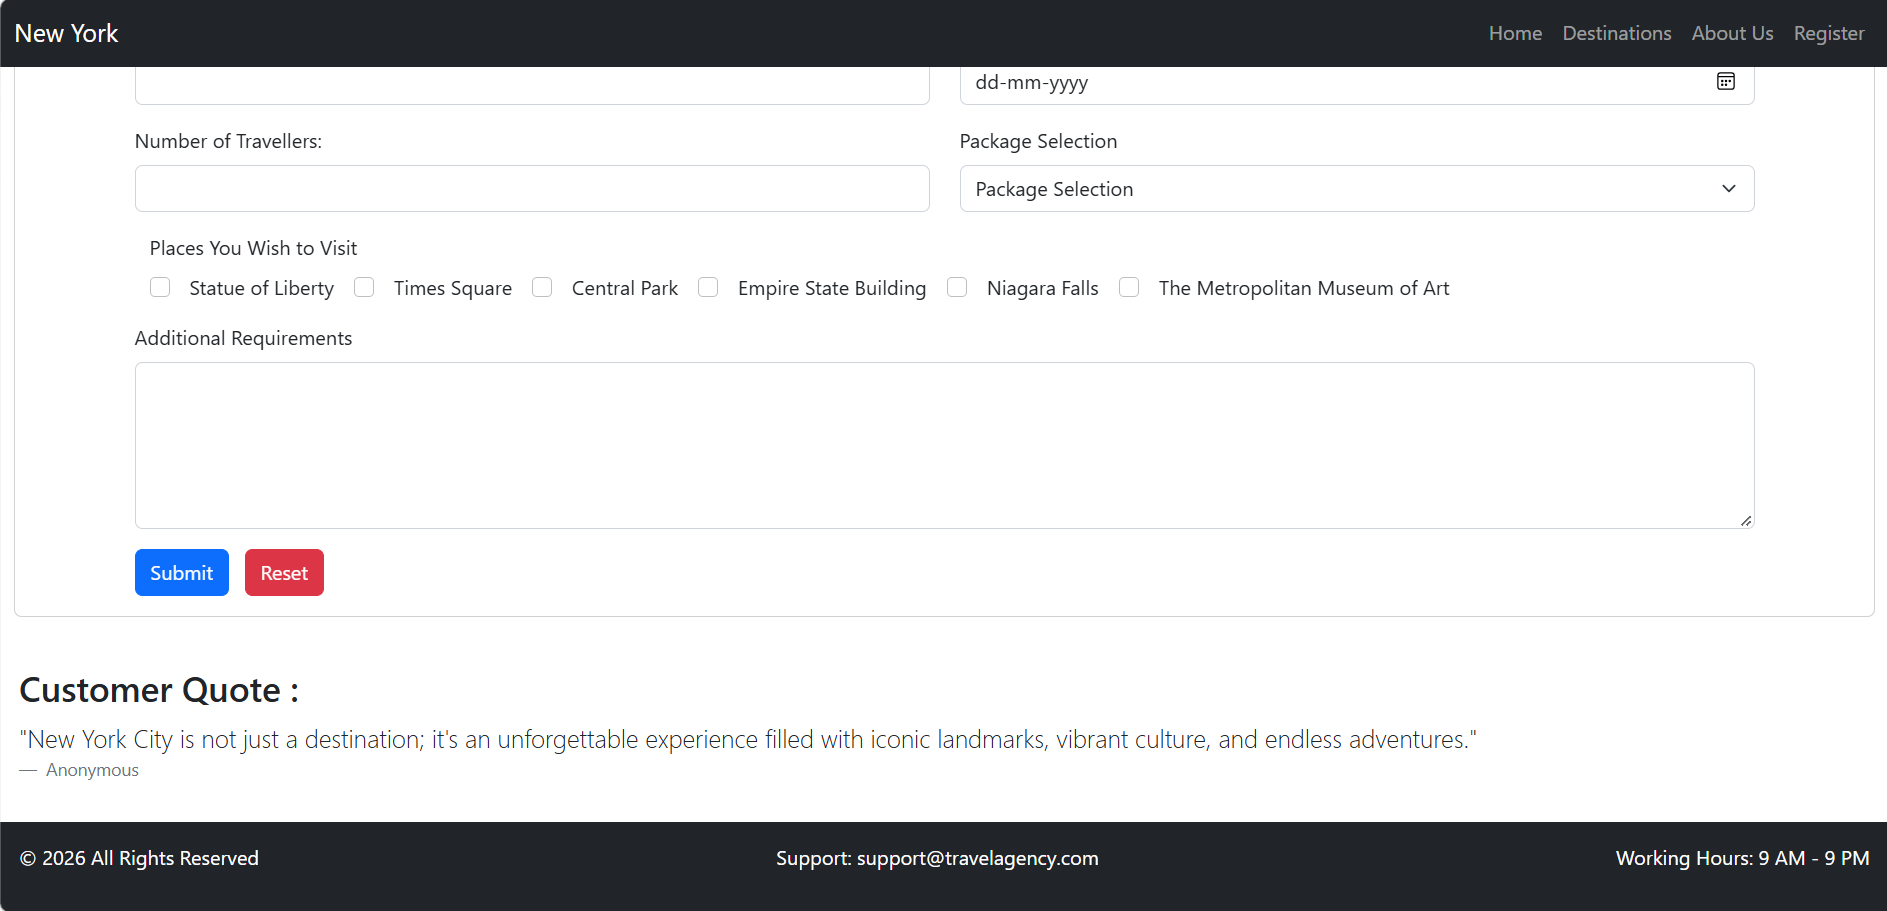 New York
Home Destinations About Us Register
dd-mm-yyyy
Number of Travellers: Package Selection
Package Selection
Places You Wish to Visit
Statue of Liberty Times Square Central Park Empire State Building Niagara Falls The Metropolitan Museum of Art
Additional Requirements
Submit Reset
Customer Quote :
"New York City is not just a destination; it's an unforgettable experience filled with iconic landmarks, vibrant culture, and endless adventures."
— Anonymous
© 2026 All Rights Reserved Support: support@travelagency.com Working Hours: 9 AM - 9 PM